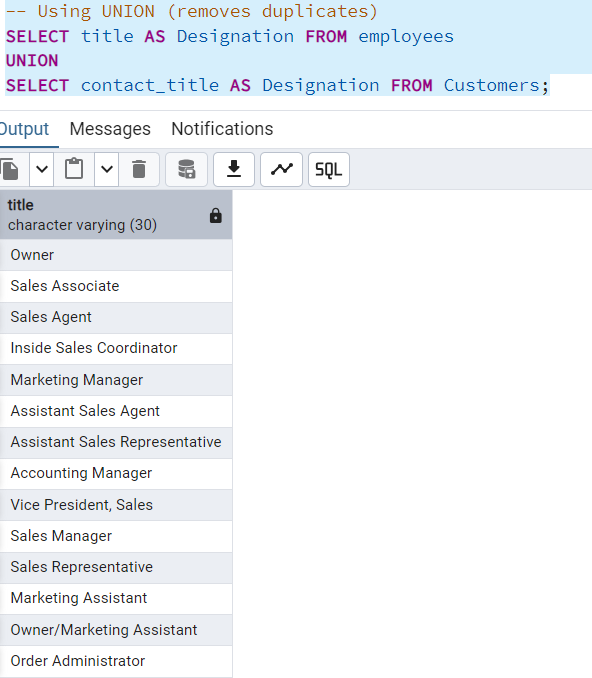 -- Using UNION (removes duplicates)
SELECT title AS Designation FROM employees
UNION
SELECT contact_title AS Designation FROM Customers;
Output Messages Notifications
SQL
title
character varying (30)
Owner
Sales Associate
Sales Agent
Inside Sales Coordinator
Marketing Manager
Assistant Sales Agent
Assistant Sales Representative
Accounting Manager
Vice President, Sales
Sales Manager
Sales Representative
Marketing Assistant
Owner/Marketing Assistant
Order Administrator